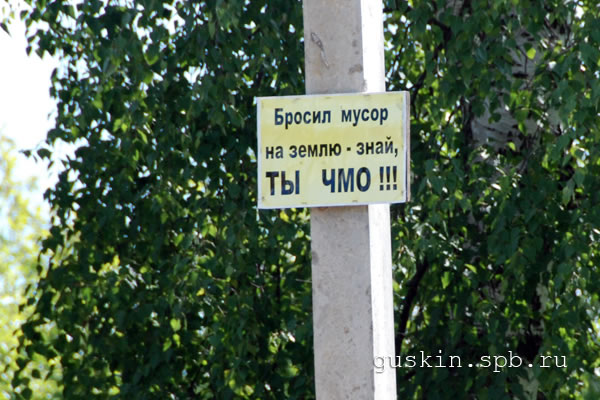 Бросил мусор
на землю - знай,
ТЫ ЧМО !!!
guskin.spb.ru